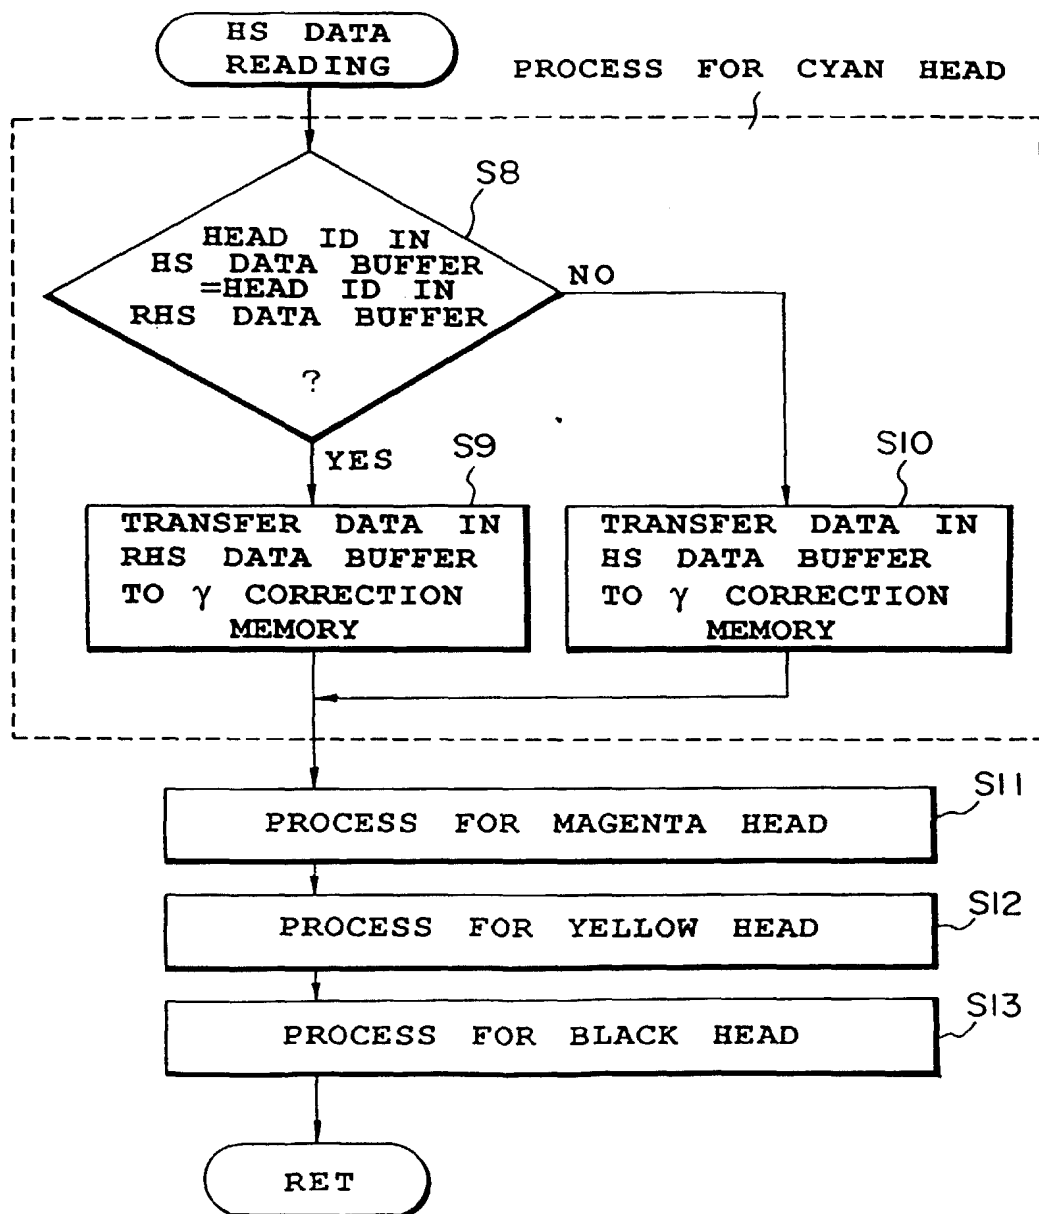 HS DATA
READING
PROCESS FOR CYAN HEAD
S8
HEAD ID IN
HS DATA BUFFER
=HEAD ID IN
RHS DATA BUFFER
?
NO
YES
S9
S10
TRANSFER DATA IN
RHS DATA BUFFER
TO γ CORRECTION
MEMORY
TRANSFER DATA IN
HS DATA BUFFER
TO γ CORRECTION
MEMORY
S11
PROCESS FOR MAGENTA HEAD
S12
PROCESS FOR YELLOW HEAD
S13
PROCESS FOR BLACK HEAD
RET